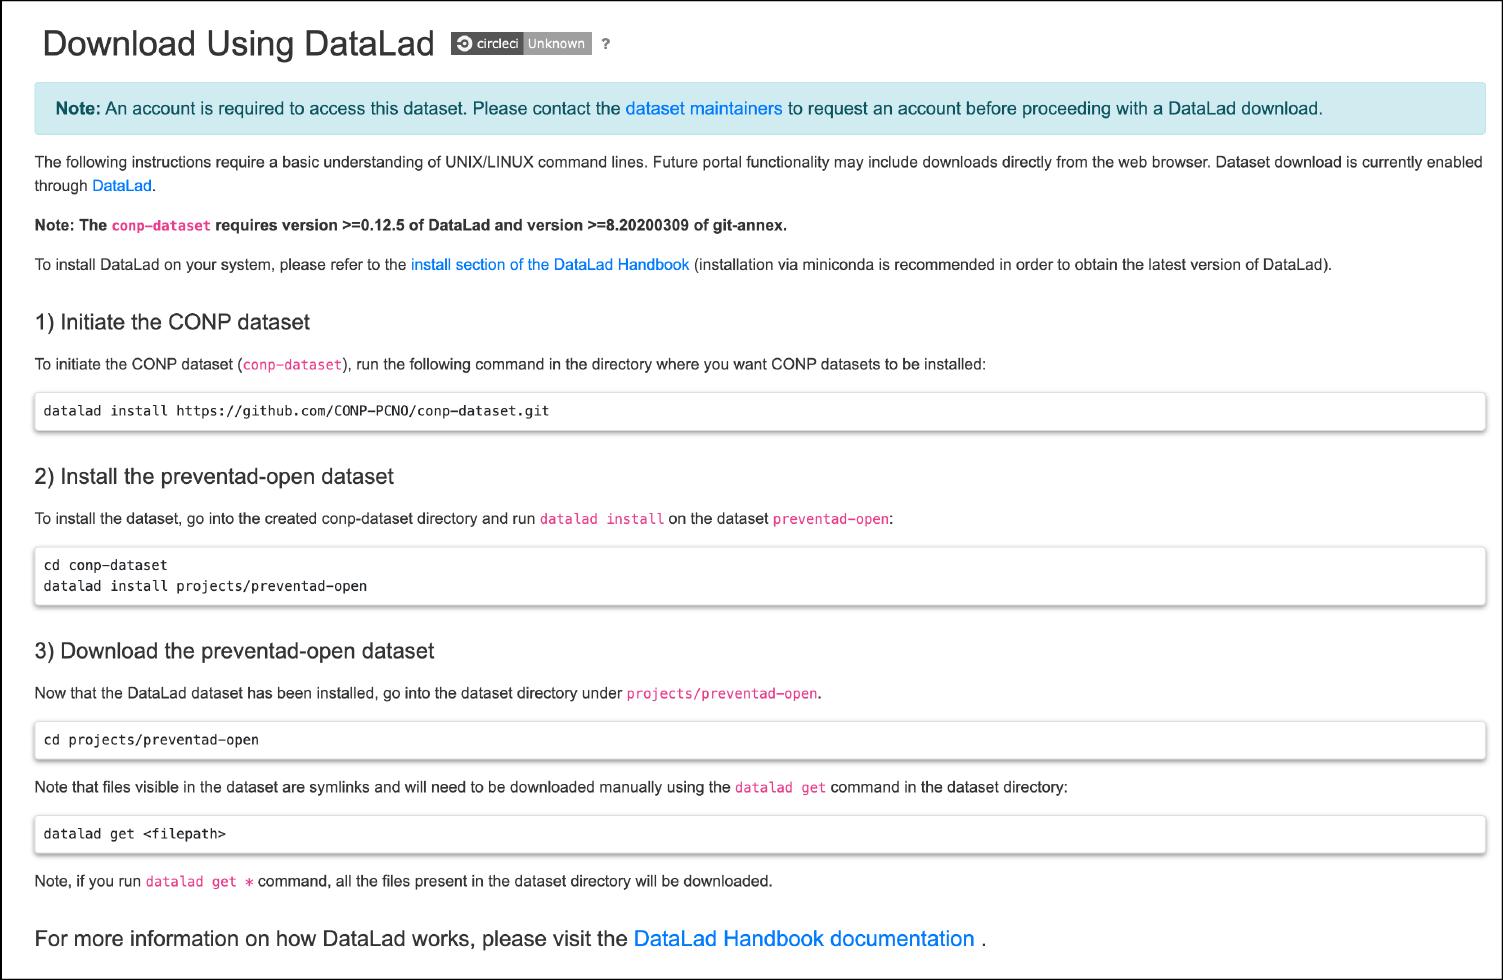 Download Using DataLad circleci Unknown ?
Note: An account is required to access this dataset. Please contact the dataset maintainers to request an account before proceeding with a DataLad download.
The following instructions require a basic understanding of UNIX/LINUX command lines. Future portal functionality may include downloads directly from the web browser. Dataset download is currently enabled
through DataLad.
Note: The conp-dataset requires version >=0.12.5 of DataLad and version >=8.20200309 of git-annex.
To install DataLad on your system, please refer to the install section of the DataLad Handbook (installation via miniconda is recommended in order to obtain the latest version of DataLad).
1) Initiate the CONP dataset
To initiate the CONP dataset (conp-dataset), run the following command in the directory where you want CONP datasets to be installed:
datalad install https://github.com/CONP-PCNO/conp-dataset.git
2) Install the preventad-open dataset
To install the dataset, go into the created conp-dataset directory and run datalad install on the dataset preventad-open:
cd conp-dataset
datalad install projects/preventad-open
3) Download the preventad-open dataset
Now that the DataLad dataset has been installed, go into the dataset directory under projects/preventad-open.
cd projects/preventad-open
Note that files visible in the dataset are symlinks and will need to be downloaded manually using the datalad get command in the dataset directory:
datalad get <filepath>
Note, if you run datalad get * command, all the files present in the dataset directory will be downloaded.
For more information on how DataLad works, please visit the DataLad Handbook documentation .